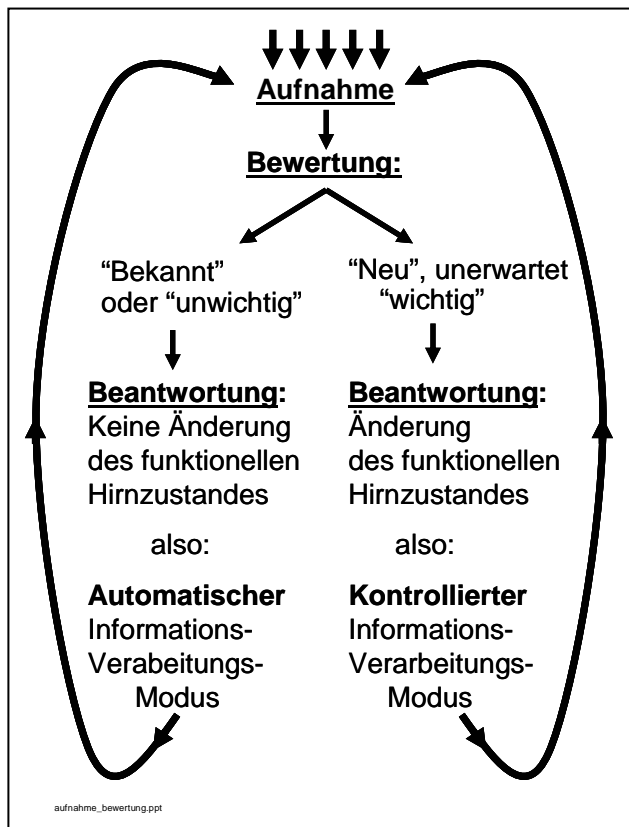 Aufnahme
Bewertung:
“Bekannt”
oder “unwichtig”
“Neu”, unerwartet
“wichtig”
Beantwortung:
Keine Änderung
des funktionellen
Hirnzustandes
also:
Automatischer
Informations-
Verabeitungs-
Modus
Beantwortung:
Änderung
des funktionellen
Hirnzustandes
also:
Kontrollierter
Informations-
Verarbeitungs-
Modus
aufnahme_bewertung.ppt